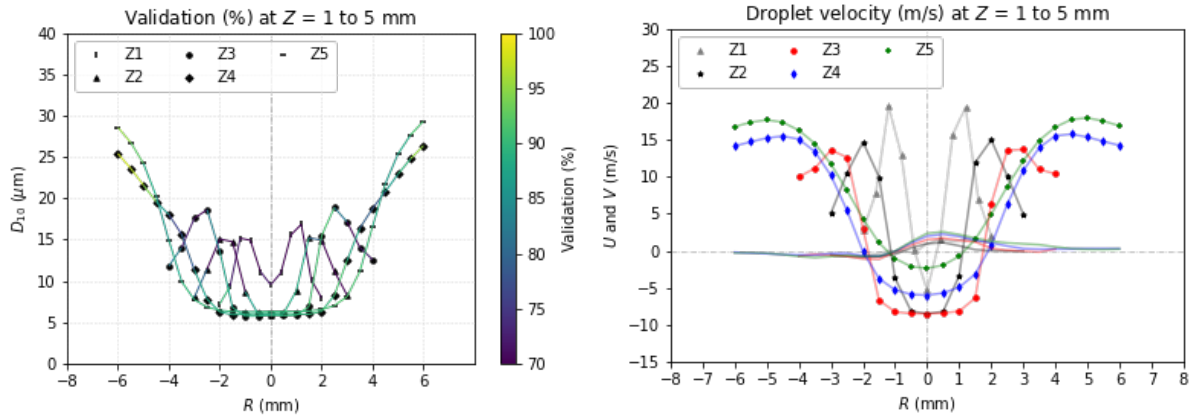 Validation (%) at Z = 1 to 5 mm
Z1 Z3 Z5
Z2 Z4
40
35
30
25
20
15
10
5
0
D10 (μm)
−8 −6 −4 −2 0 2 4 6
R (mm)
100
95
90
85
80
75
70
Validation (%)
Droplet velocity (m/s) at Z = 1 to 5 mm
Z1 Z3 Z5
Z2 Z4
30
25
20
15
10
5
0
−5
−10
−15
U and V (m/s)
−8 −7 −6 −5 −4 −3 −2 −1 0 1 2 3 4 5 6 7 8
R (mm)